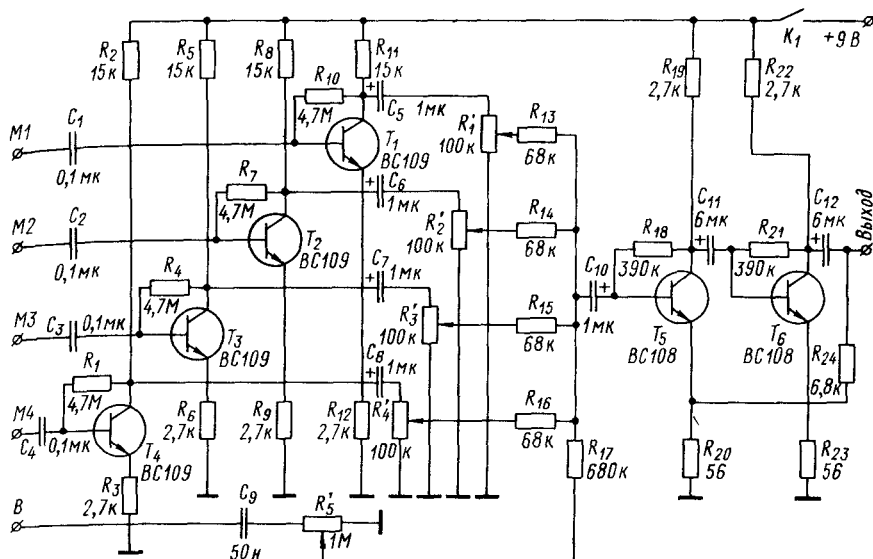 R2
15к
R5
15к
R8
15к
R11
15к
K1
+9 В
R19
2,7к
R22
2,7к
R10
4,7М
C5
1мк
М1
C1
0,1мк
T1
BC109
R1'
100к
R13
68к
R7
4,7М
C6
1мк
М2
C2
0,1мк
T2
BC109
R2'
100к
R14
68к
R18
390к
C11
6мк
R21
390к
C12
6мк
Выход
R4
4,7М
C7
1мк
C10
1мк
М3
C3
0,1мк
T3
BC109
R3'
100к
R15
68к
T5
BC108
T6
BC108
R24
6,8к
R1
4,7М
C8
1мк
М4
C4
0,1мк
T4
BC109
R6
2,7к
R9
2,7к
R12
2,7к
R4'
100к
R16
68к
R17
680к
R20
56
R23
56
R3
2,7к
В
C9
50н
R5'
1М